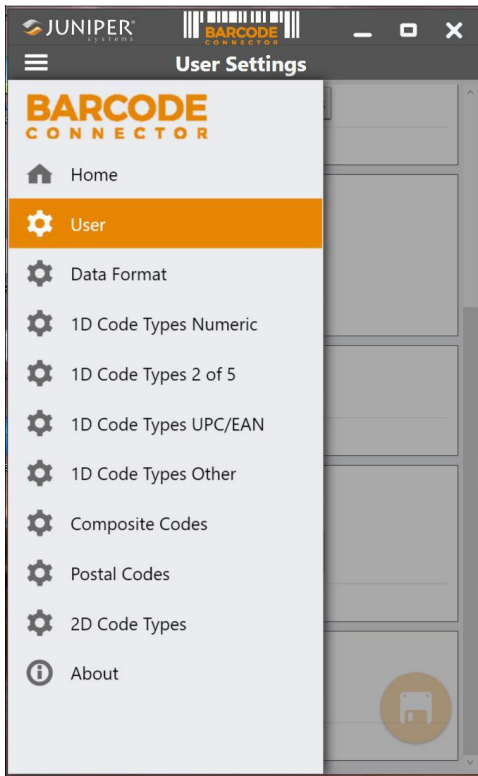 JUNIPER
systems
BARCODE
CONNECTOR
User Settings
BARCODE
CONNECTOR
Home
User
Data Format
1D Code Types Numeric
1D Code Types 2 of 5
1D Code Types UPC/EAN
1D Code Types Other
Composite Codes
Postal Codes
2D Code Types
About